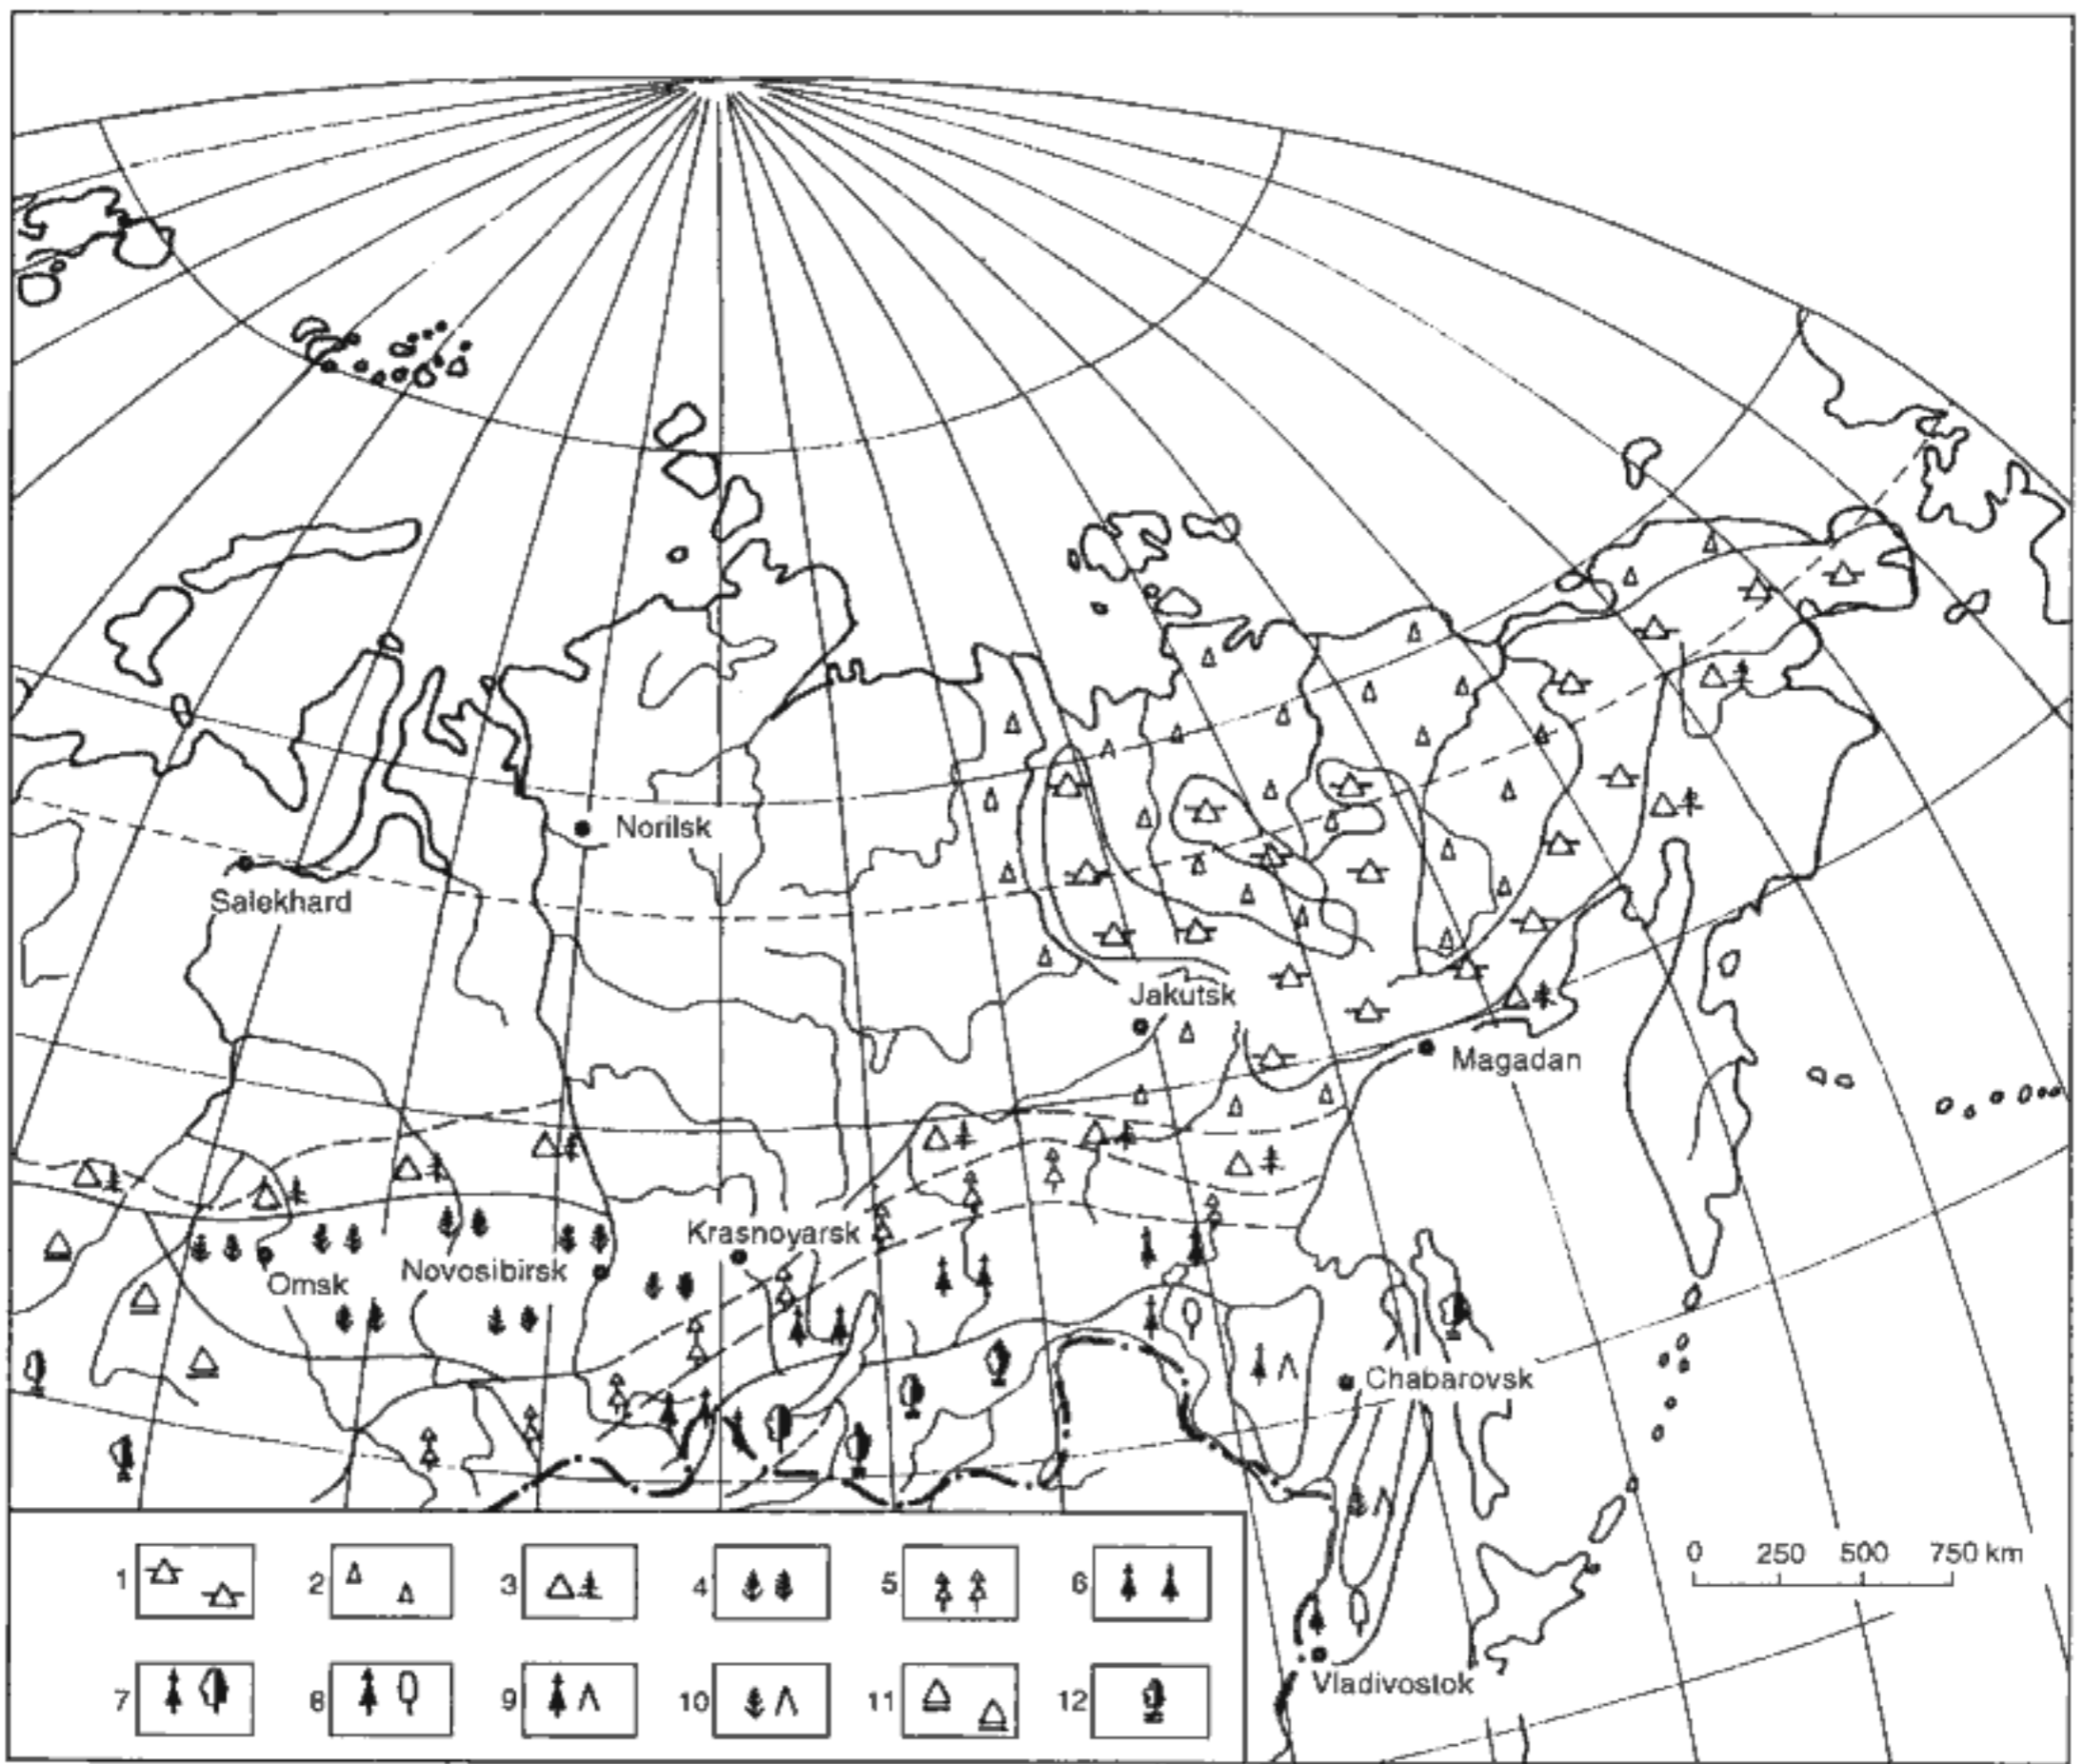 Norilsk
Salekhard
Jakutsk
Magadan
Krasnoyarsk
Omsk
Novosibirsk
Chabarovsk
Vladivostok
0 250 500 750 km
1 2 3 4 5 6
7 8 9 10 11 12